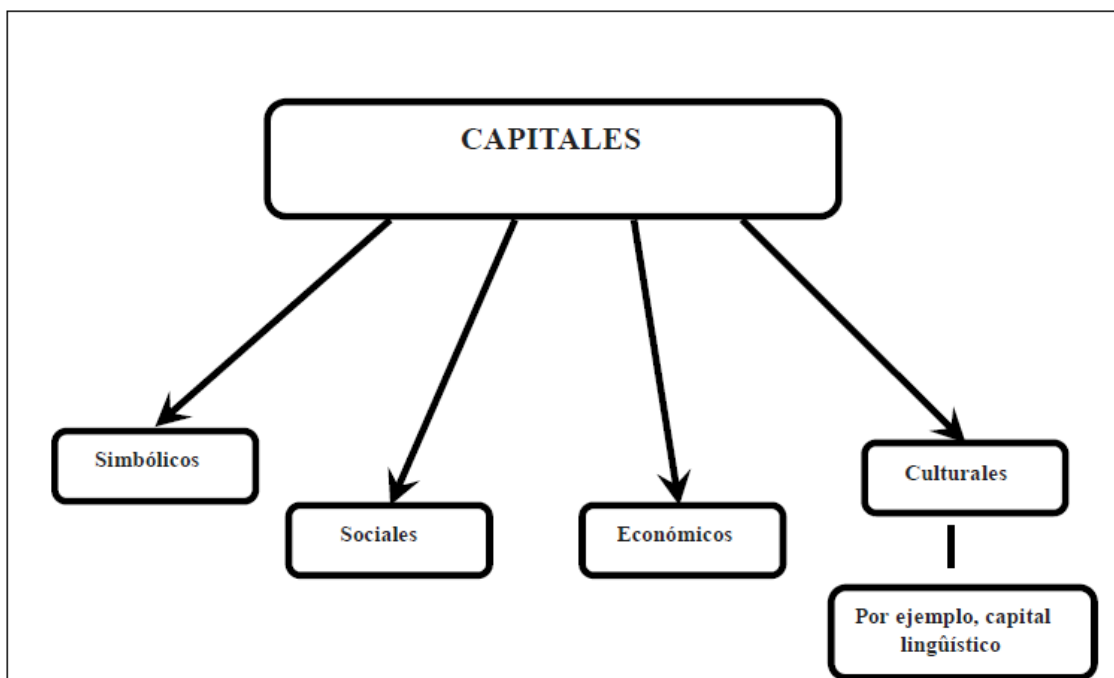 CAPITALES
Simbólicos
Sociales
Económicos
Culturales
Por ejemplo, capital
lingûístico